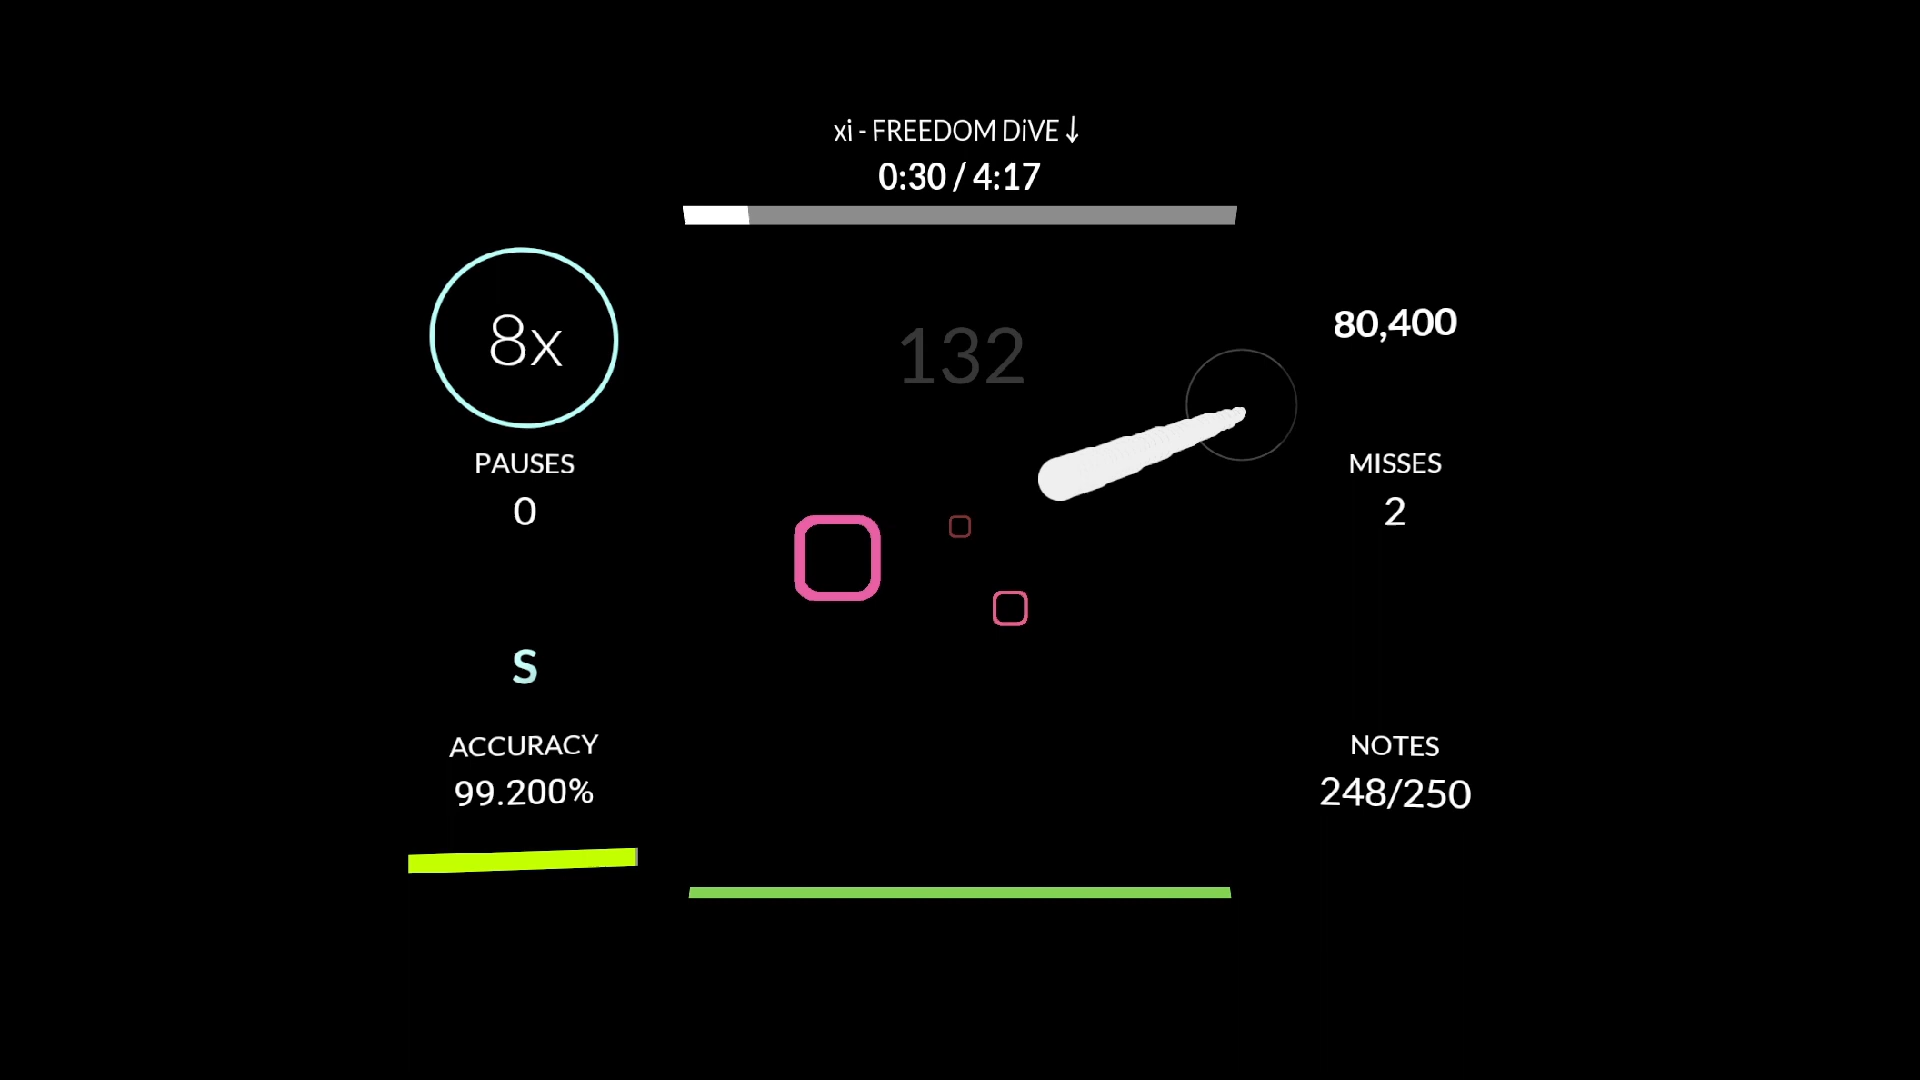 xi - FREEDOM DiVE↓
0:30 / 4:17
8x
132
80,400
PAUSES
0
MISSES
2
S
ACCURACY
99.200%
NOTES
248/250